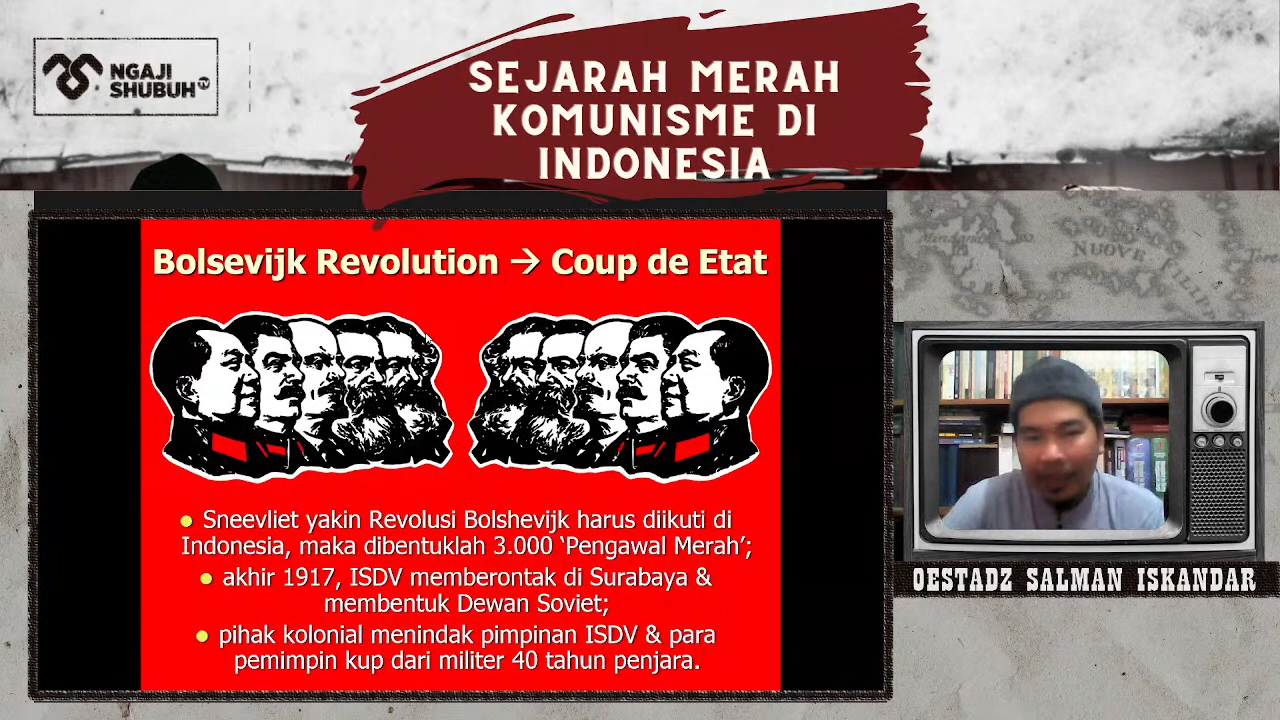 NGAJI
SHUBUH TV
SEJARAH MERAH
KOMUNISME DI
INDONESIA
Bolsevijk Revolution → Coup de Etat
• Sneevliet yakin Revolusi Bolshevijk harus diikuti di
Indonesia, maka dibentuklah 3.000 ‘Pengawal Merah’;
• akhir 1917, ISDV memberontak di Surabaya &
membentuk Dewan Soviet;
• pihak kolonial menindak pimpinan ISDV & para
pemimpin kup dari militer 40 tahun penjara.
NUOV
OESTADZ SALMAN ISKANDAR